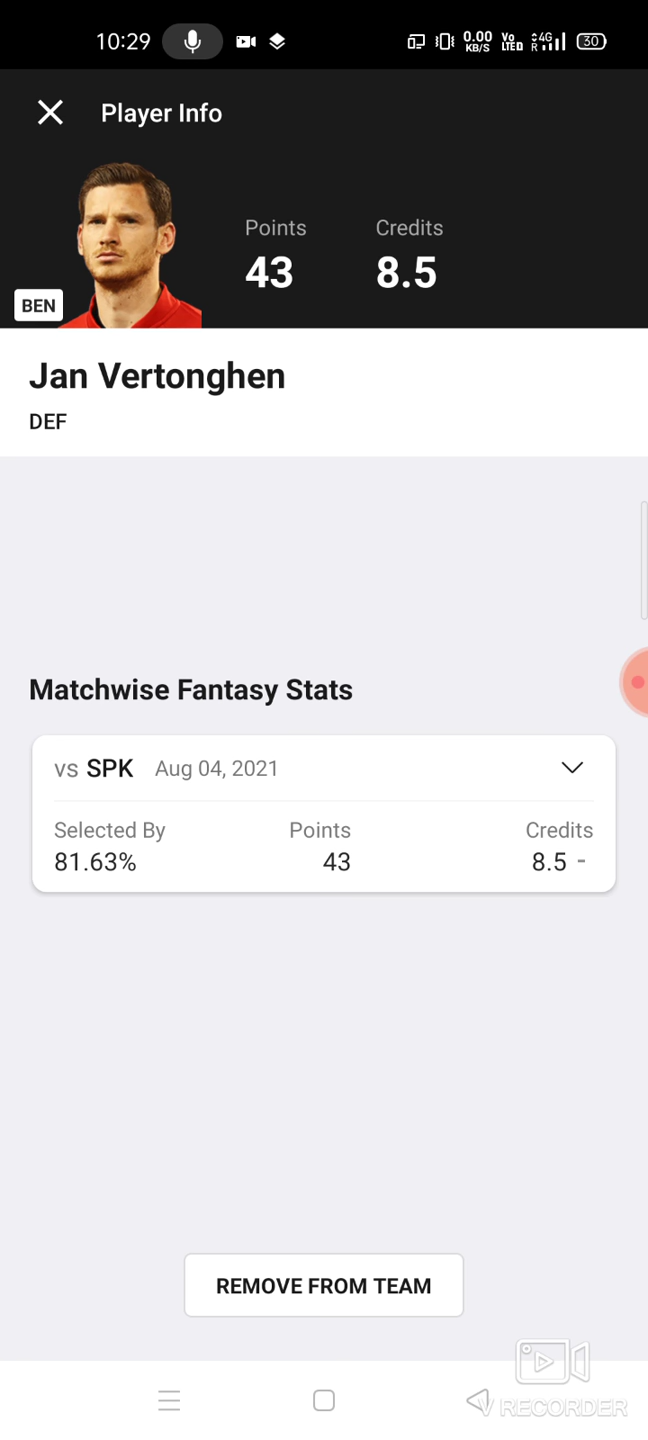 10:29
0.00 KB/S
Vo LTED
4G
R
30
Player Info
Points
Credits
43
8.5
BEN
Jan Vertonghen
DEF
Matchwise Fantasy Stats
vs SPK Aug 04, 2021
Selected By Points Credits
81.63% 43 8.5 -
REMOVE FROM TEAM
V RECORDER